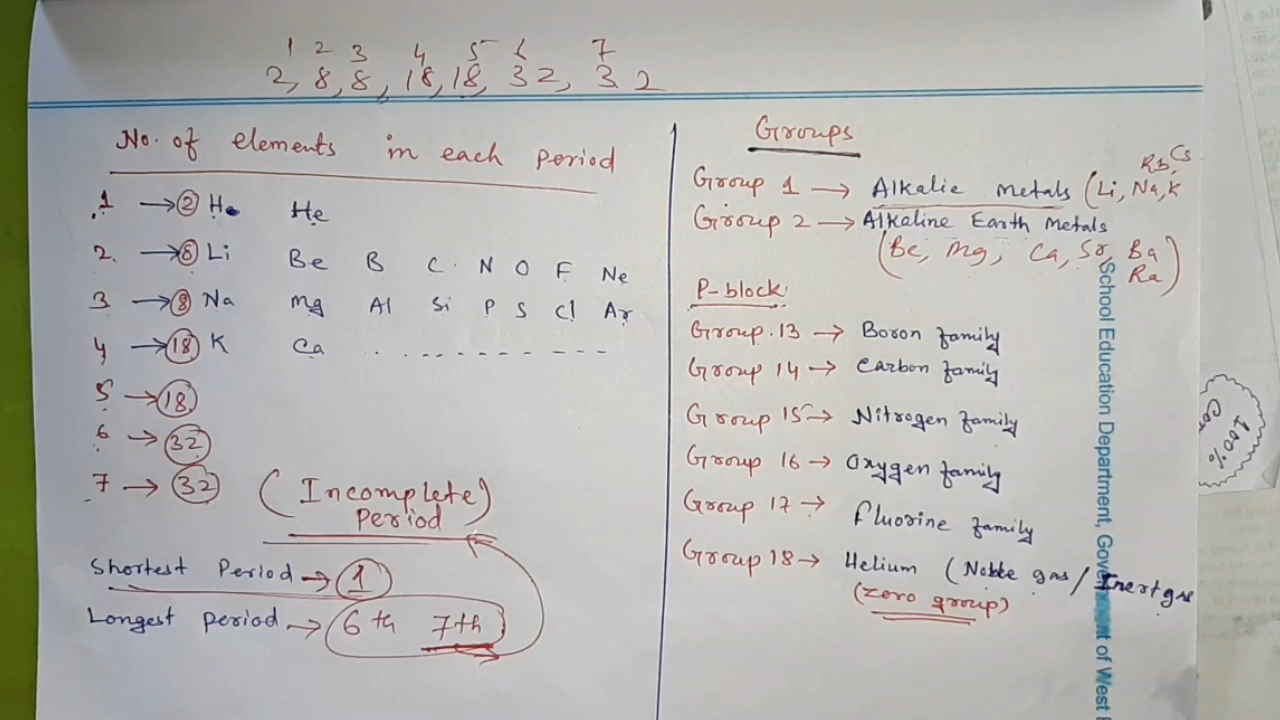 1 2 3 4 5 6 7
2, 8, 8, 18, 18, 32, 32
No. of elements in each period
1 → 2 He He
2. → 8 Li Be B C N O F Ne
3 → 8 Na Mg Al Si P S Cl Ar
4 → 18 K Ca .. - - - - - - - - -
5 → 18
6 → 32
7 → 32 (Incomplete)
Period
Shortest Period → 1
Longest period → 6th 7th
Groups
Rb, Cs
Group 1 → Alkalie metals (Li, Na, K
Group 2 → Alkaline Earth Metals
(Be, Mg, Ca, Sr, Ba
Ra)
P-block
Group 13 → Boron family
Group 14 → Carbon family
Group 15 → Nitrogen family
Group 16 → Oxygen family
Group 17 → Fluorine family
Group 18 → Helium (Noble gas / Inert gas
(zero group)
School Education Department, Government of West
100%